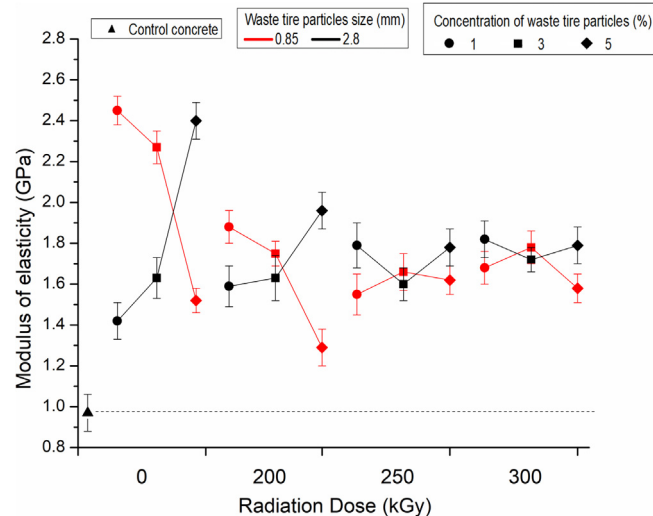 Control concrete
Waste tire particles size (mm)
0.85 2.8
Concentration of waste tire particles (%)
1 3 5
Modulus of elasticity (GPa)
2.8
2.6
2.4
2.2
2.0
1.8
1.6
1.4
1.2
1.0
0.8
0 200 250 300
Radiation Dose (kGy)